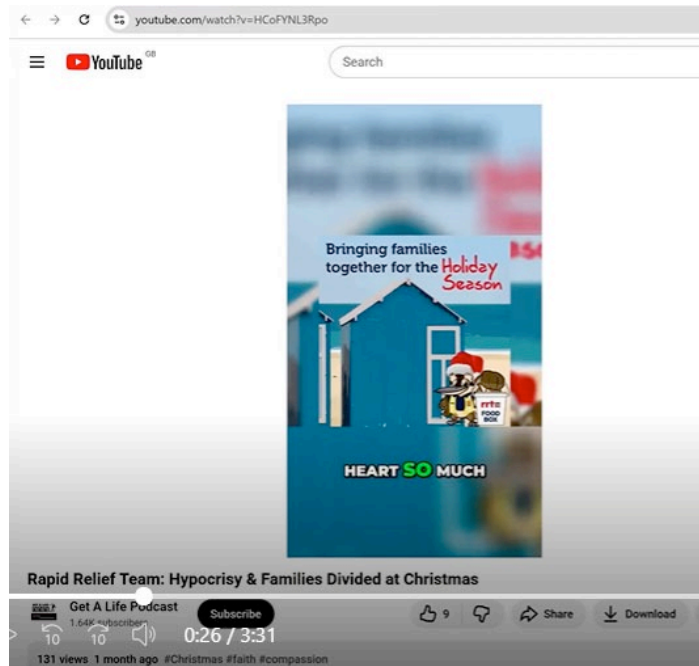 youtube.com/watch?v=HCoFYNL3Rpo
YouTube GB
Search
Bringing families
together for the Holiday
Season
rrt
FOOD
BOX
HEART SO MUCH
Rapid Relief Team: Hypocrisy & Families Divided at Christmas
Get A Life Podcast
1.64K subscribers
Subscribe
9
Share
Download
10
10
0:26 / 3:31
131 views 1 month ago #Christmas #faith #compassion